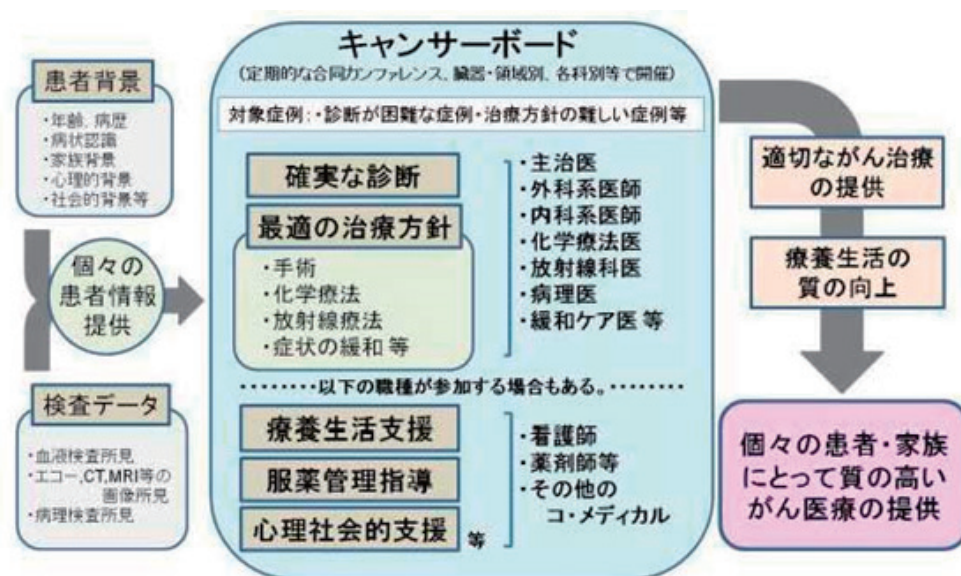 キャンサーボード
(定期的な合同カンファレンス、臓器・領域別、各科別等で開催)
対象症例:・診断が困難な症例・治療方針の難しい症例等
患者背景
・年齢、病歴
・病状認識
・家族背景
・心理的背景
・社会的背景等
個々の
患者情報
提供
検査データ
・血液検査所見
・エコー,CT,MRI等の
画像所見
・病理検査所見
確実な診断
最適の治療方針
・手術
・化学療法
・放射線療法
・症状の緩和 等
・主治医
・外科系医師
・内科系医師
・化学療法医
・放射線科医
・病理医
・緩和ケア医 等
‥‥‥‥以下の職種が参加する場合もある。‥‥‥‥
療養生活支援
服薬管理指導
心理社会的支援 等
・看護師
・薬剤師等
・その他の
コ・メディカル
適切ながん治療
の提供
療養生活の
質の向上
個々の患者・家族
にとって質の高い
がん医療の提供